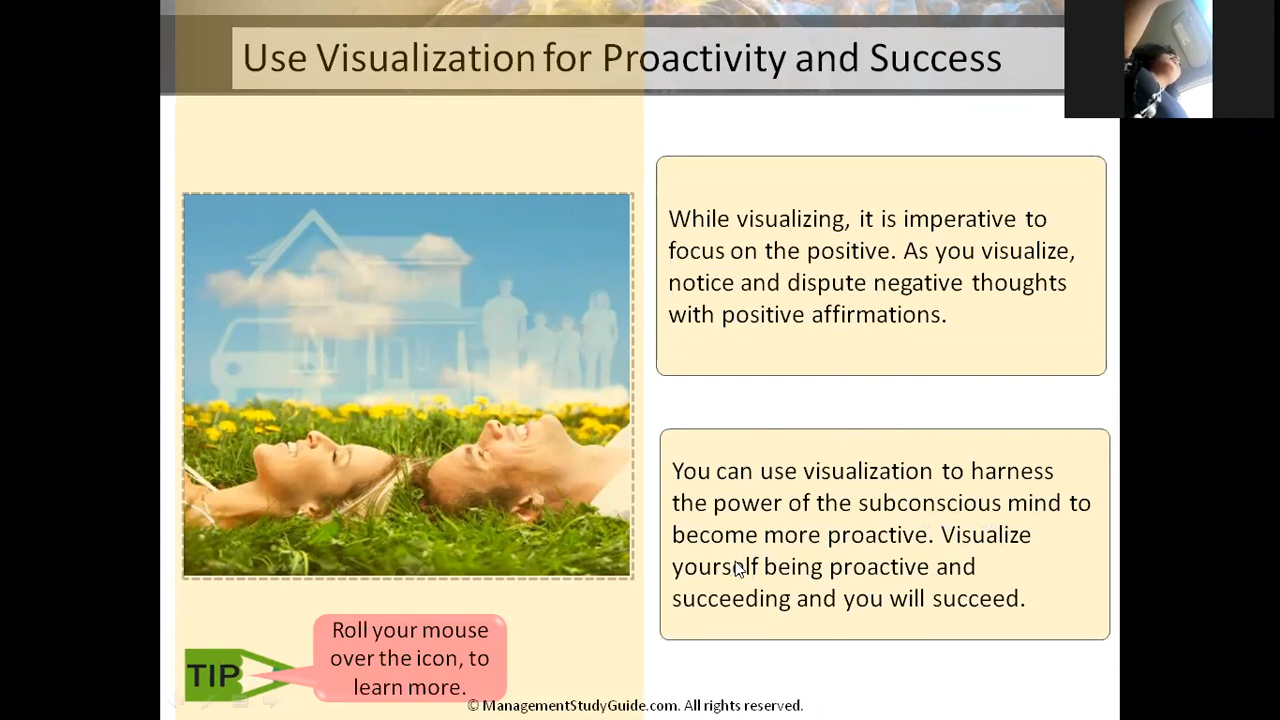 Use Visualization for Proactivity and Success
While visualizing, it is imperative to
focus on the positive. As you visualize,
notice and dispute negative thoughts
with positive affirmations.
You can use visualization to harness
the power of the subconscious mind to
become more proactive. Visualize
yourself being proactive and
succeeding and you will succeed.
TIP
Roll your mouse
over the icon, to
learn more.
© ManagementStudyGuide.com. All rights reserved.